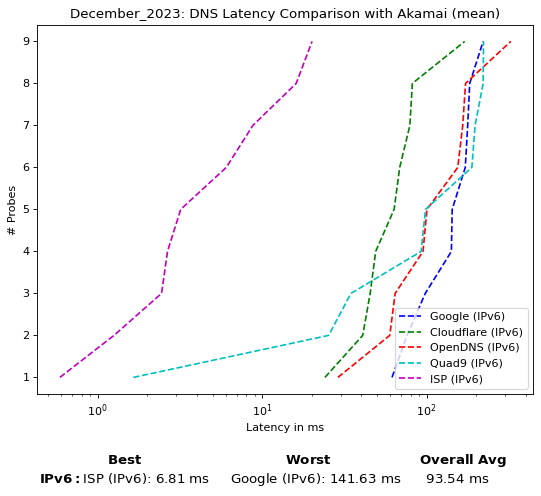 December_2023: DNS Latency Comparison with Akamai (mean)
# Probes
9
8
7
6
5
4
3
2
1
Google (IPv6)
Cloudflare (IPv6)
OpenDNS (IPv6)
Quad9 (IPv6)
ISP (IPv6)
10⁰ 10¹ 10²
Latency in ms
Best Worst Overall Avg
IPv6: ISP (IPv6): 6.81 ms Google (IPv6): 141.63 ms 93.54 ms